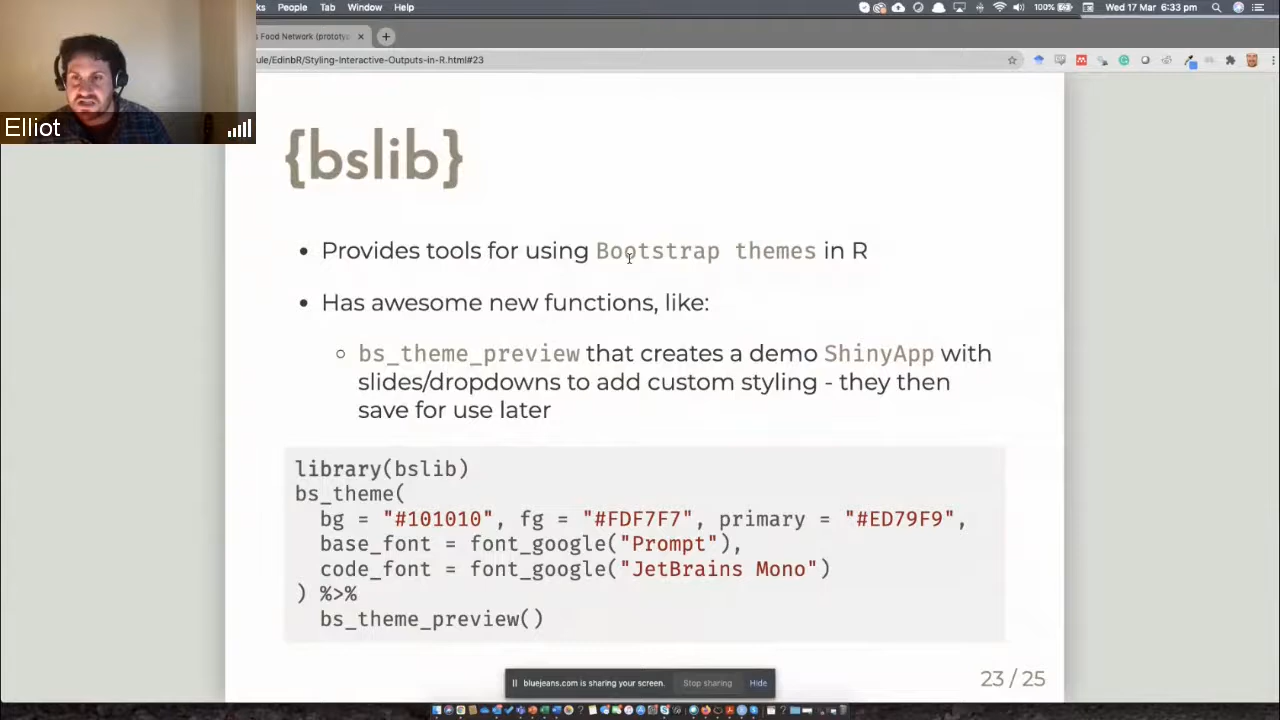 People Tab Window Help
100% Wed 17 Mar 6:33 pm
s Food Network (prototyp
ule/EdinbR/Styling-Interactive-Outputs-in-R.html#23
Elliot
{bslib}
• Provides tools for using Bootstrap themes in R
• Has awesome new functions, like:
○ bs_theme_preview that creates a demo ShinyApp with
slides/dropdowns to add custom styling - they then
save for use later
library(bslib)
bs_theme(
bg = "#101010", fg = "#FDF7F7", primary = "#ED79F9",
base_font = font_google("Prompt"),
code_font = font_google("JetBrains Mono")
) %>%
bs_theme_preview()
bluejeans.com is sharing your screen. Stop sharing Hide
23 / 25